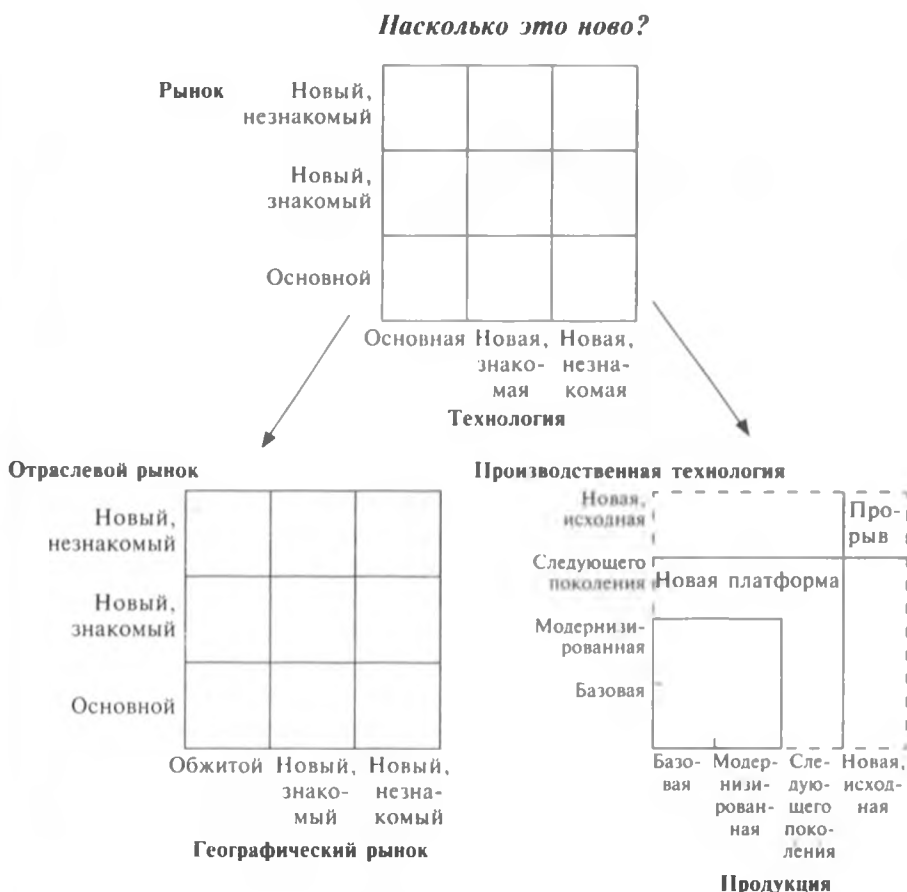 Насколько это ново?
Рынок
Новый,
незнакомый
Новый,
знакомый
Основной
Основная
Новая,
знако-
мая
Новая,
незна-
комая
Технология
Отраслевой рынок
Новый,
незнакомый
Новый,
знакомый
Основной
Обжитой
Новый,
знако-
мый
Новый,
незна-
комый
Географический рынок
Производственная технология
Новая,
исходная
Следующего
поколения
Модернизи-
рованная
Базовая
Про-
рыв
Новая платформа
Базо-
вая
Модер-
низи-
рован-
ная
Сле-
дую-
щего
поко-
ления
Новая,
исход-
ная
Продукция